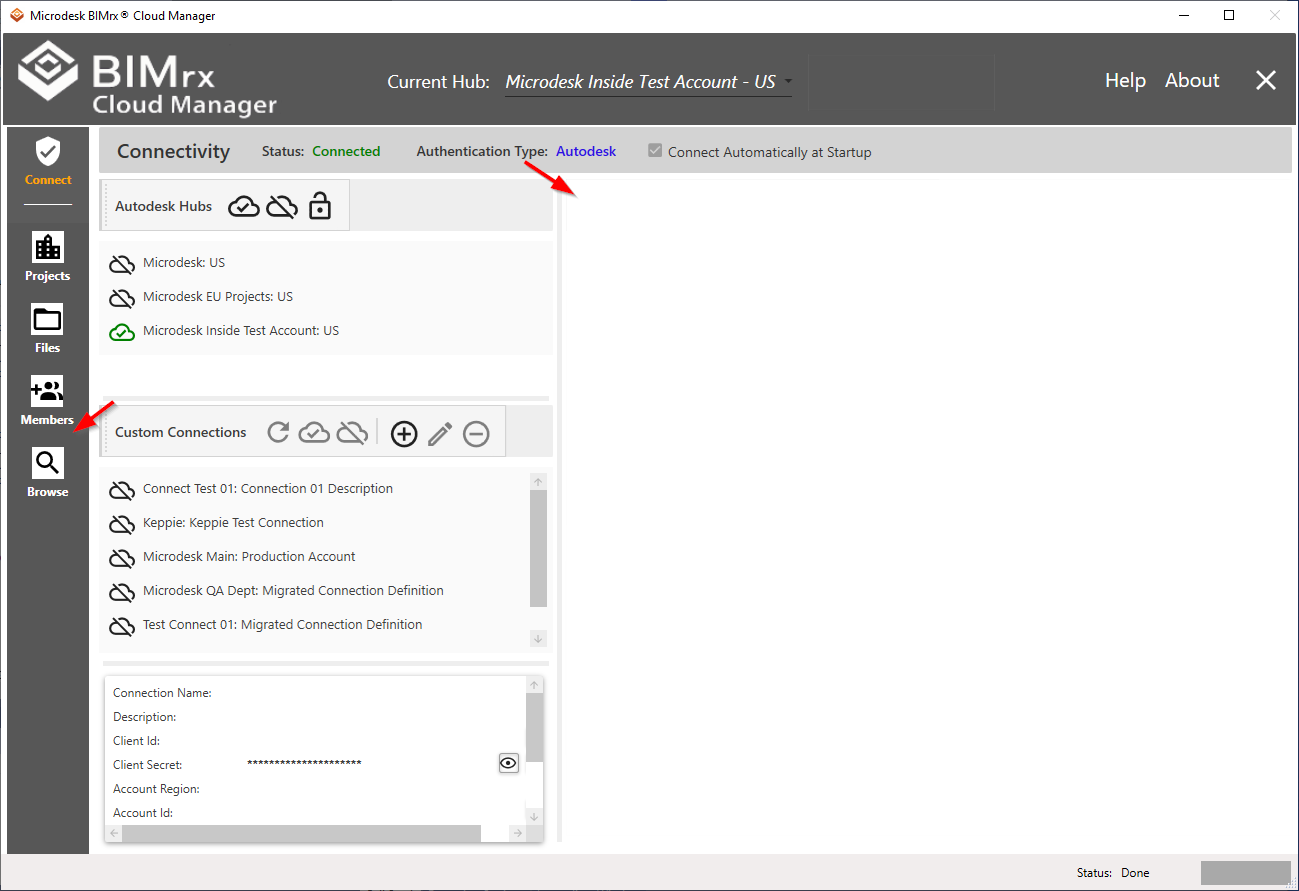 Microdesk BIMrx® Cloud Manager
BIMrx
Cloud Manager
Current Hub: Microdesk Inside Test Account - US
Help About
Connect
Projects
Files
Members
Browse
Connectivity Status: Connected Authentication Type: Autodesk Connect Automatically at Startup
Autodesk Hubs
Microdesk: US
Microdesk EU Projects: US
Microdesk Inside Test Account: US
Custom Connections
Connect Test 01: Connection 01 Description
Keppie: Keppie Test Connection
Microdesk Main: Production Account
Microdesk QA Dept: Migrated Connection Definition
Test Connect 01: Migrated Connection Definition
Connection Name:
Description:
Client Id:
Client Secret: *********************
Account Region:
Account Id:
Status: Done